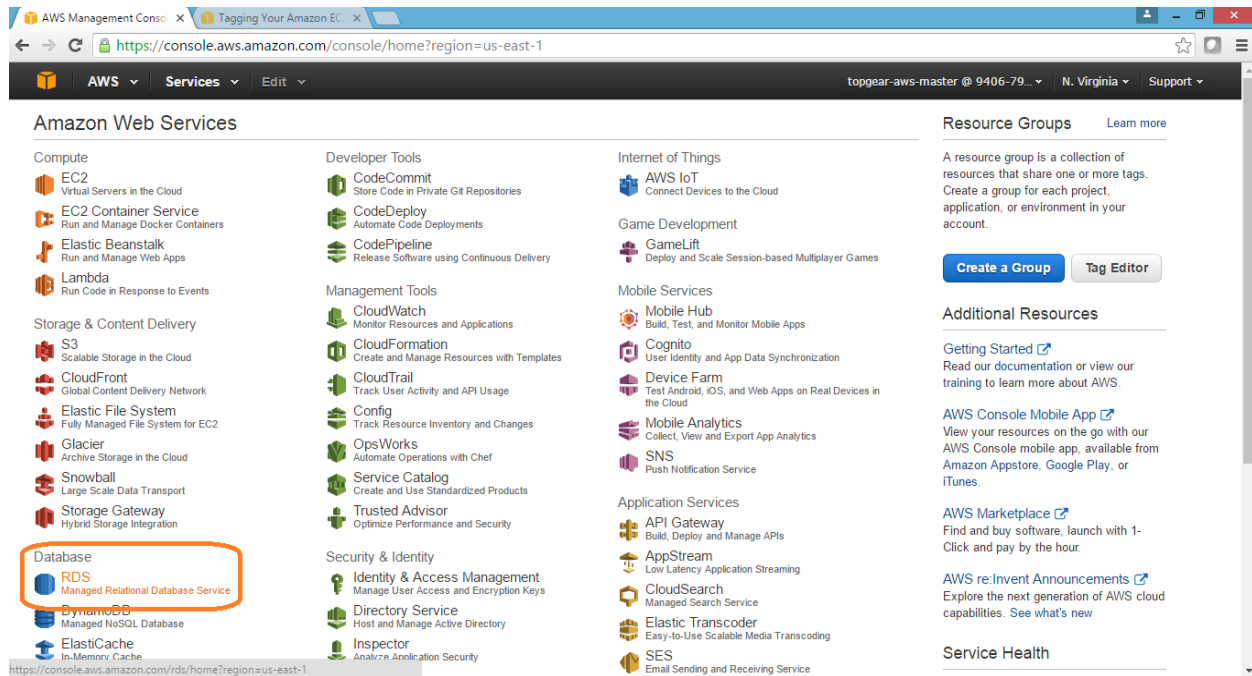 AWS Management Conso
Tagging Your Amazon EC
https://console.aws.amazon.com/console/home?region=us-east-1
AWS
Services
Edit
topgear-aws-master @ 9406-79...
N. Virginia
Support
Amazon Web Services
Compute
EC2
Virtual Servers in the Cloud
EC2 Container Service
Run and Manage Docker Containers
Elastic Beanstalk
Run and Manage Web Apps
Lambda
Run Code in Response to Events
Storage & Content Delivery
S3
Scalable Storage in the Cloud
CloudFront
Global Content Delivery Network
Elastic File System
Fully Managed File System for EC2
Glacier
Archive Storage in the Cloud
Snowball
Large Scale Data Transport
Storage Gateway
Hybrid Storage Integration
Database
RDS
Managed Relational Database Service
DynamoDB
Managed NoSQL Database
ElastiCache
In-Memory Cache
Developer Tools
CodeCommit
Store Code in Private Git Repositories
CodeDeploy
Automate Code Deployments
CodePipeline
Release Software using Continuous Delivery
Management Tools
CloudWatch
Monitor Resources and Applications
CloudFormation
Create and Manage Resources with Templates
CloudTrail
Track User Activity and API Usage
Config
Track Resource Inventory and Changes
OpsWorks
Automate Operations with Chef
Service Catalog
Create and Use Standardized Products
Trusted Advisor
Optimize Performance and Security
Security & Identity
Identity & Access Management
Manage User Access and Encryption Keys
Directory Service
Host and Manage Active Directory
Inspector
Analyze Application Security
Internet of Things
AWS IoT
Connect Devices to the Cloud
Game Development
GameLift
Deploy and Scale Session-based Multiplayer Games
Mobile Services
Mobile Hub
Build, Test, and Monitor Mobile Apps
Cognito
User Identity and App Data Synchronization
Device Farm
Test Android, iOS, and Web Apps on Real Devices in
the Cloud
Mobile Analytics
Collect, View and Export App Analytics
SNS
Push Notification Service
Application Services
API Gateway
Build, Deploy and Manage APIs
AppStream
Low Latency Application Streaming
CloudSearch
Managed Search Service
Elastic Transcoder
Easy-to-Use Scalable Media Transcoding
SES
Email Sending and Receiving Service
Resource Groups
Learn more
A resource group is a collection of
resources that share one or more tags.
Create a group for each project,
application, or environment in your
account.
Create a Group
Tag Editor
Additional Resources
Getting Started
Read our documentation or view our
training to learn more about AWS.
AWS Console Mobile App
View your resources on the go with our
AWS Console mobile app, available from
Amazon Appstore, Google Play, or
iTunes.
AWS Marketplace
Find and buy software, launch with 1-
Click and pay by the hour.
AWS re:Invent Announcements
Explore the next generation of AWS cloud
capabilities. See what's new
Service Health
https://console.aws.amazon.com/rds/home?region=us-east-1